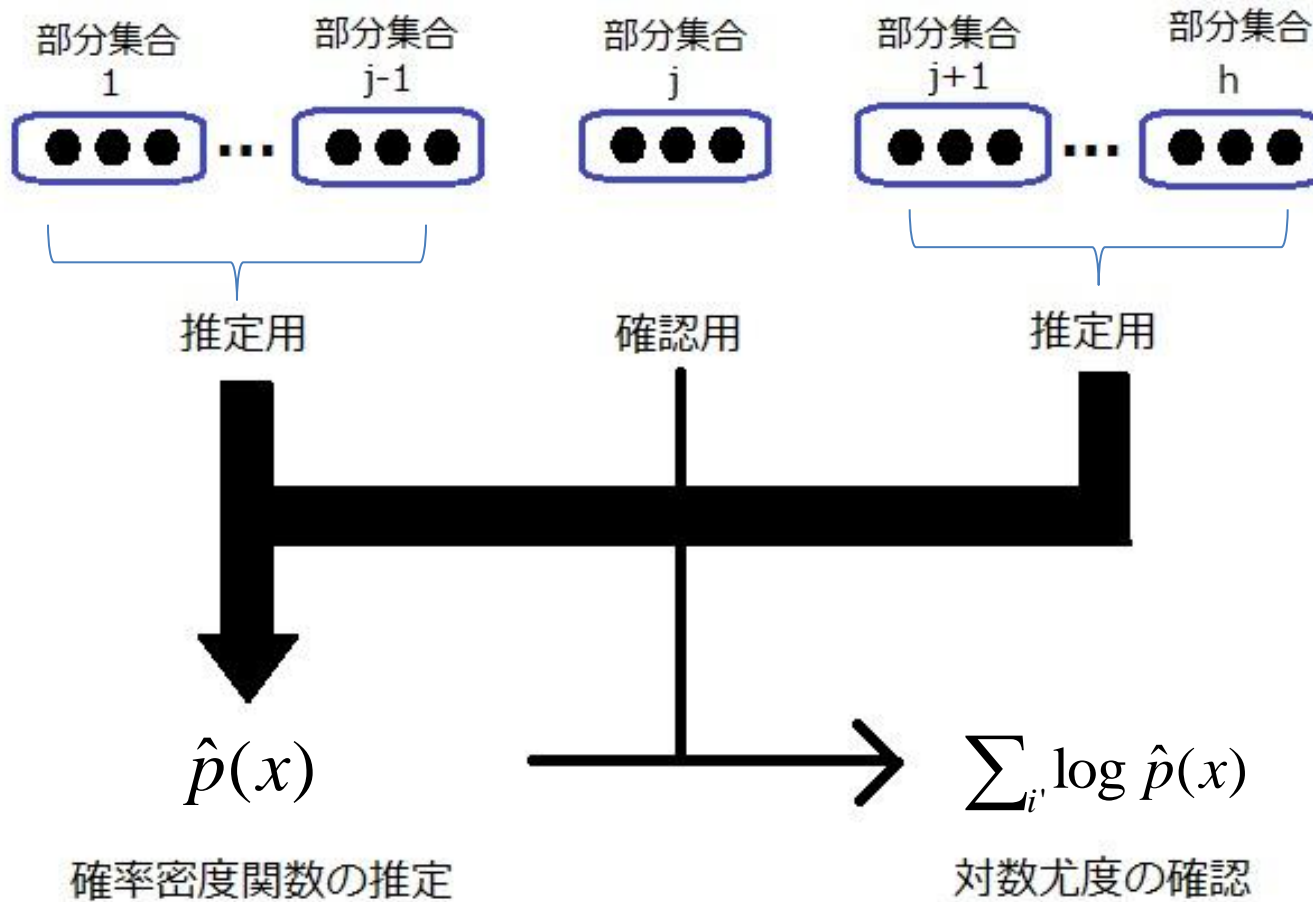 部分集合
1
部分集合
j-1
部分集合
j
部分集合
j+1
部分集合
h
...
...
推定用
確認用
推定用
p̂(x)
∑i' log p̂(x)
確率密度関数の推定
対数尤度の確認